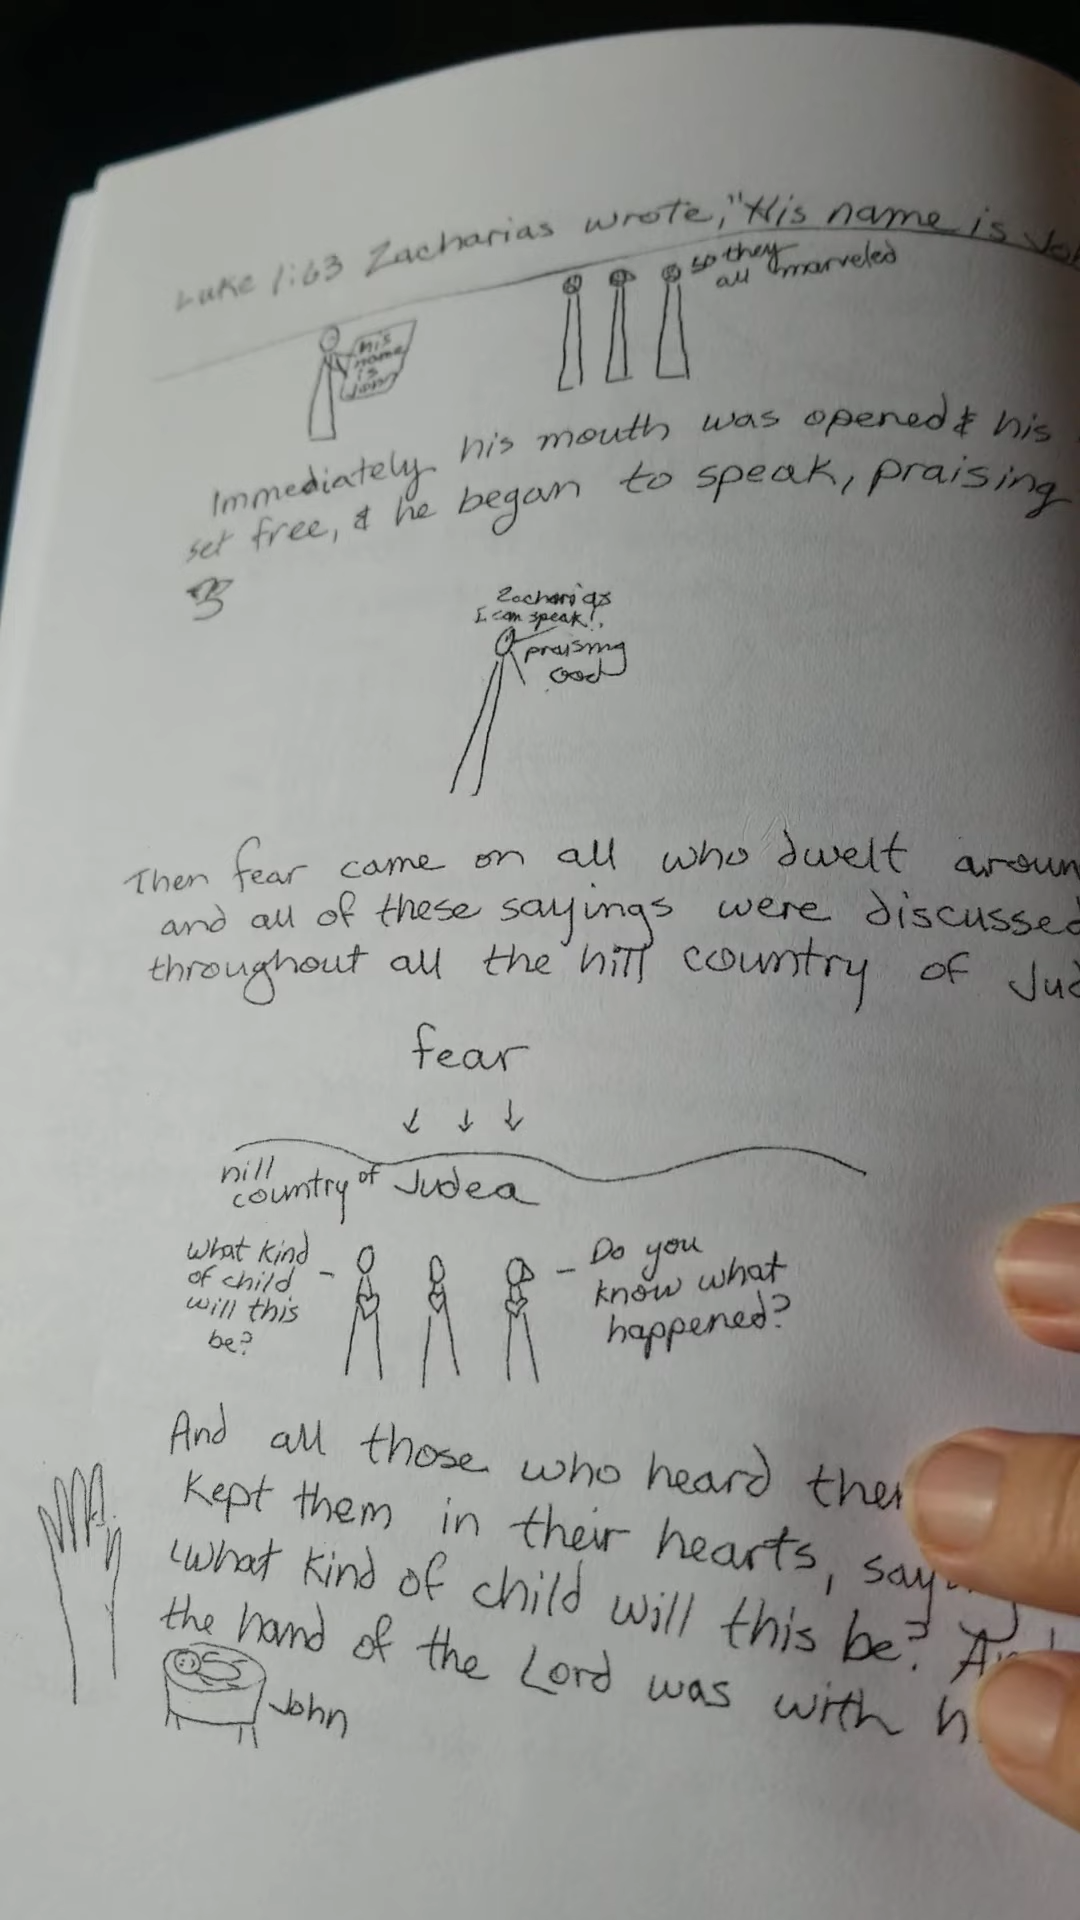 Luke 1:63 Zacharias wrote, "His name is
so they
all marveled
his
name
is
John
Immediately his mouth was opened & his
set free, & he began to speak, praising
Zacharias
I can speak!
praising
God
Then fear came on all who dwelt
and all of these sayings were discussed
throughout all the hill country of
fear
hill
country of Judea
What kind
of child
will this
be?
Do you
know what
happened?
And all those who heard
kept them in their hearts,
what kind of child will this be?
the hand of the Lord was with
John